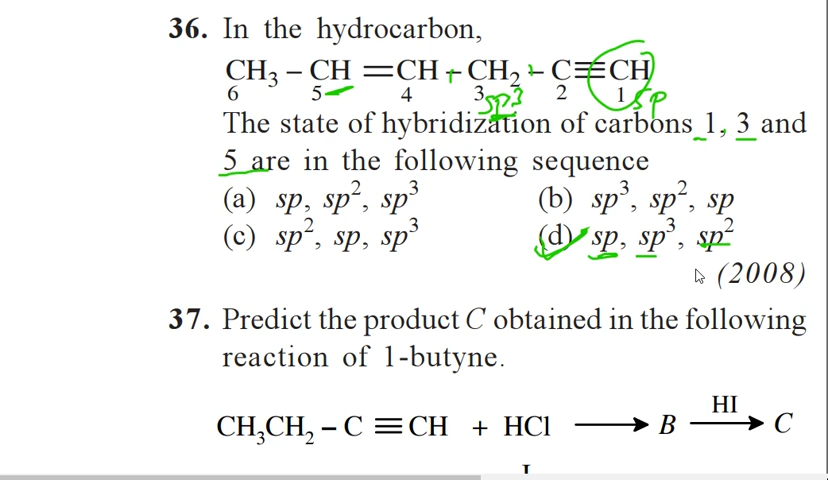 36. In the hydrocarbon,
CH₃ – CH = CH – CH₂ – C ≡ CH
6 5 4 3 2 1
sp3 sp
The state of hybridization of carbons 1, 3 and
5 are in the following sequence
(a) sp, sp², sp³ (b) sp³, sp², sp
(c) sp², sp, sp³ (d) sp, sp³, sp²
(2008)
37. Predict the product C obtained in the following
reaction of 1-butyne.
HI
CH₃CH₂ – C ≡ CH + HCl ⟶ B ⟶ C